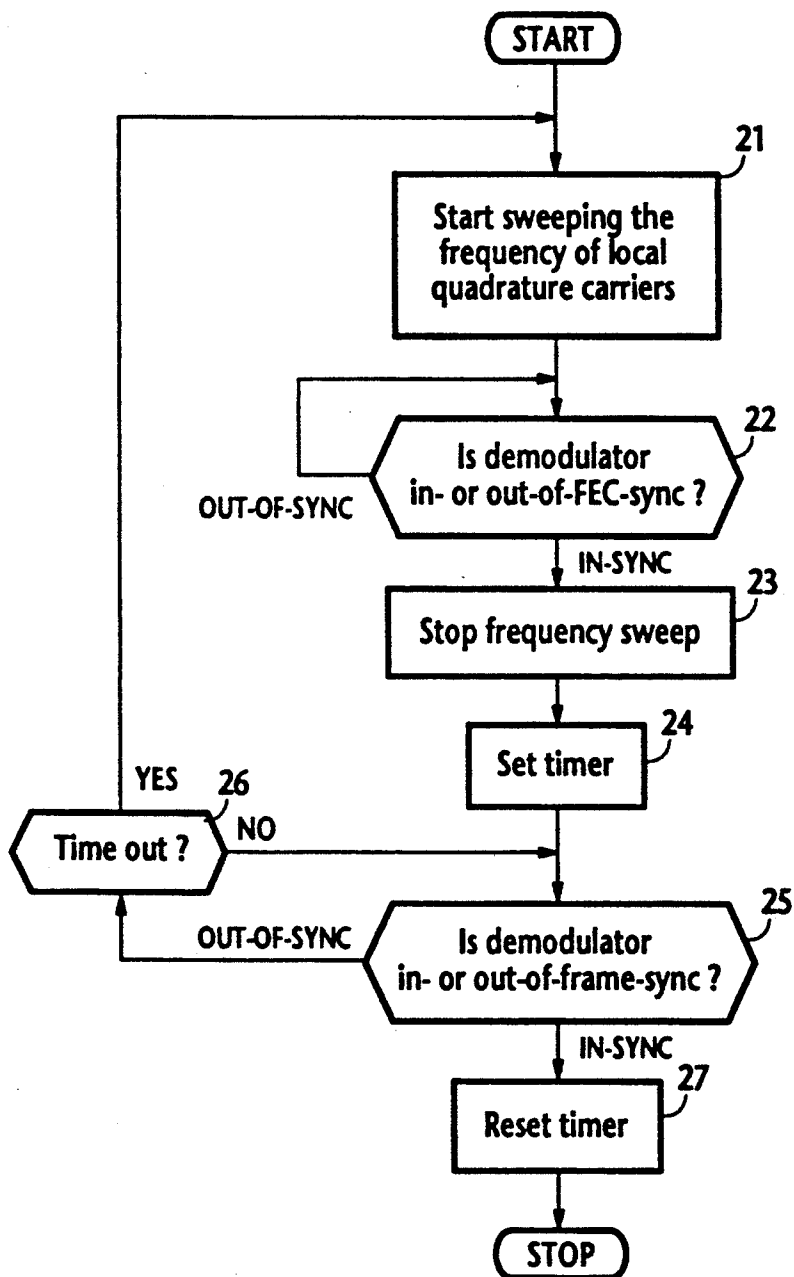 START
21
Start sweeping the
frequency of local
quadrature carriers
22
Is demodulator
in- or out-of-FEC-sync ?
OUT-OF-SYNC
IN-SYNC
23
Stop frequency sweep
24
Set timer
YES
26
Time out ?
NO
25
OUT-OF-SYNC
Is demodulator
in- or out-of-frame-sync ?
IN-SYNC
27
Reset timer
STOP